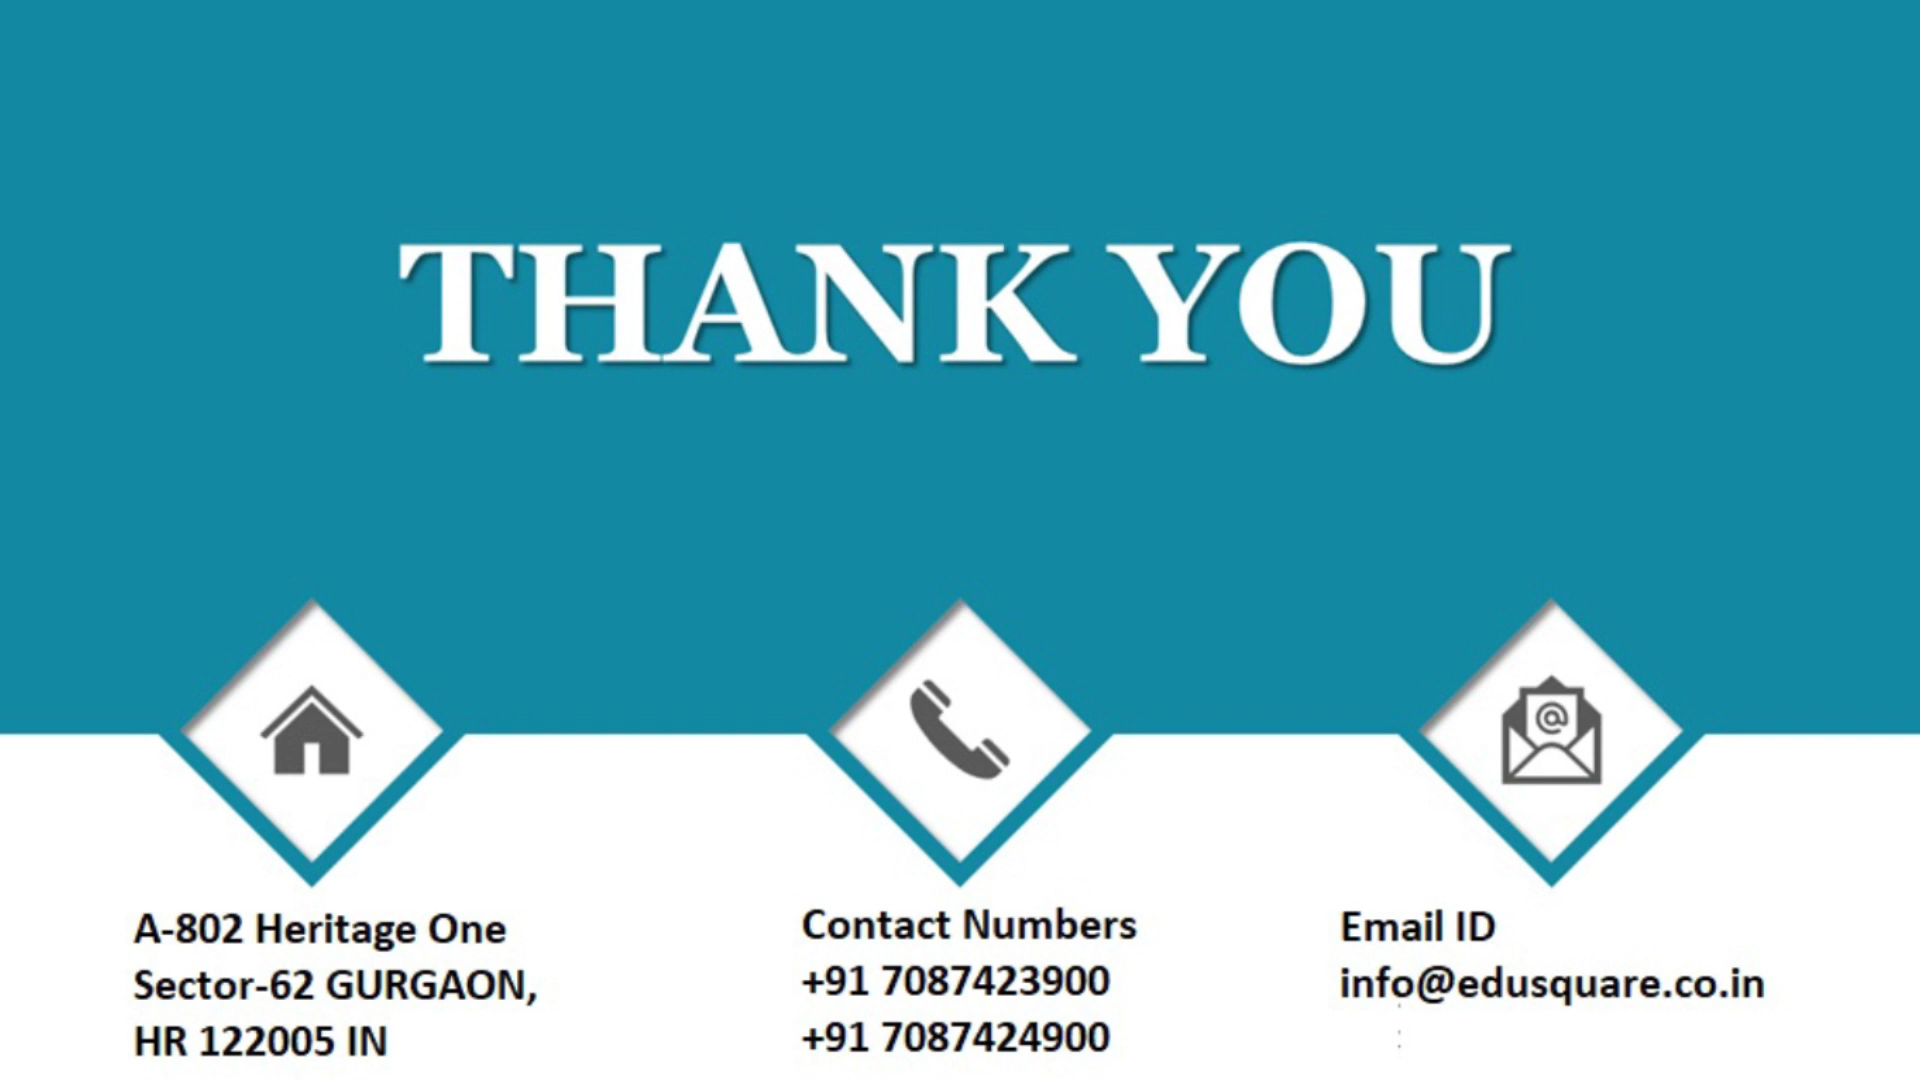 THANK YOU
A-802 Heritage One
Sector-62 GURGAON,
HR 122005 IN
Contact Numbers
+91 7087423900
+91 7087424900
Email ID
info@edusquare.co.in